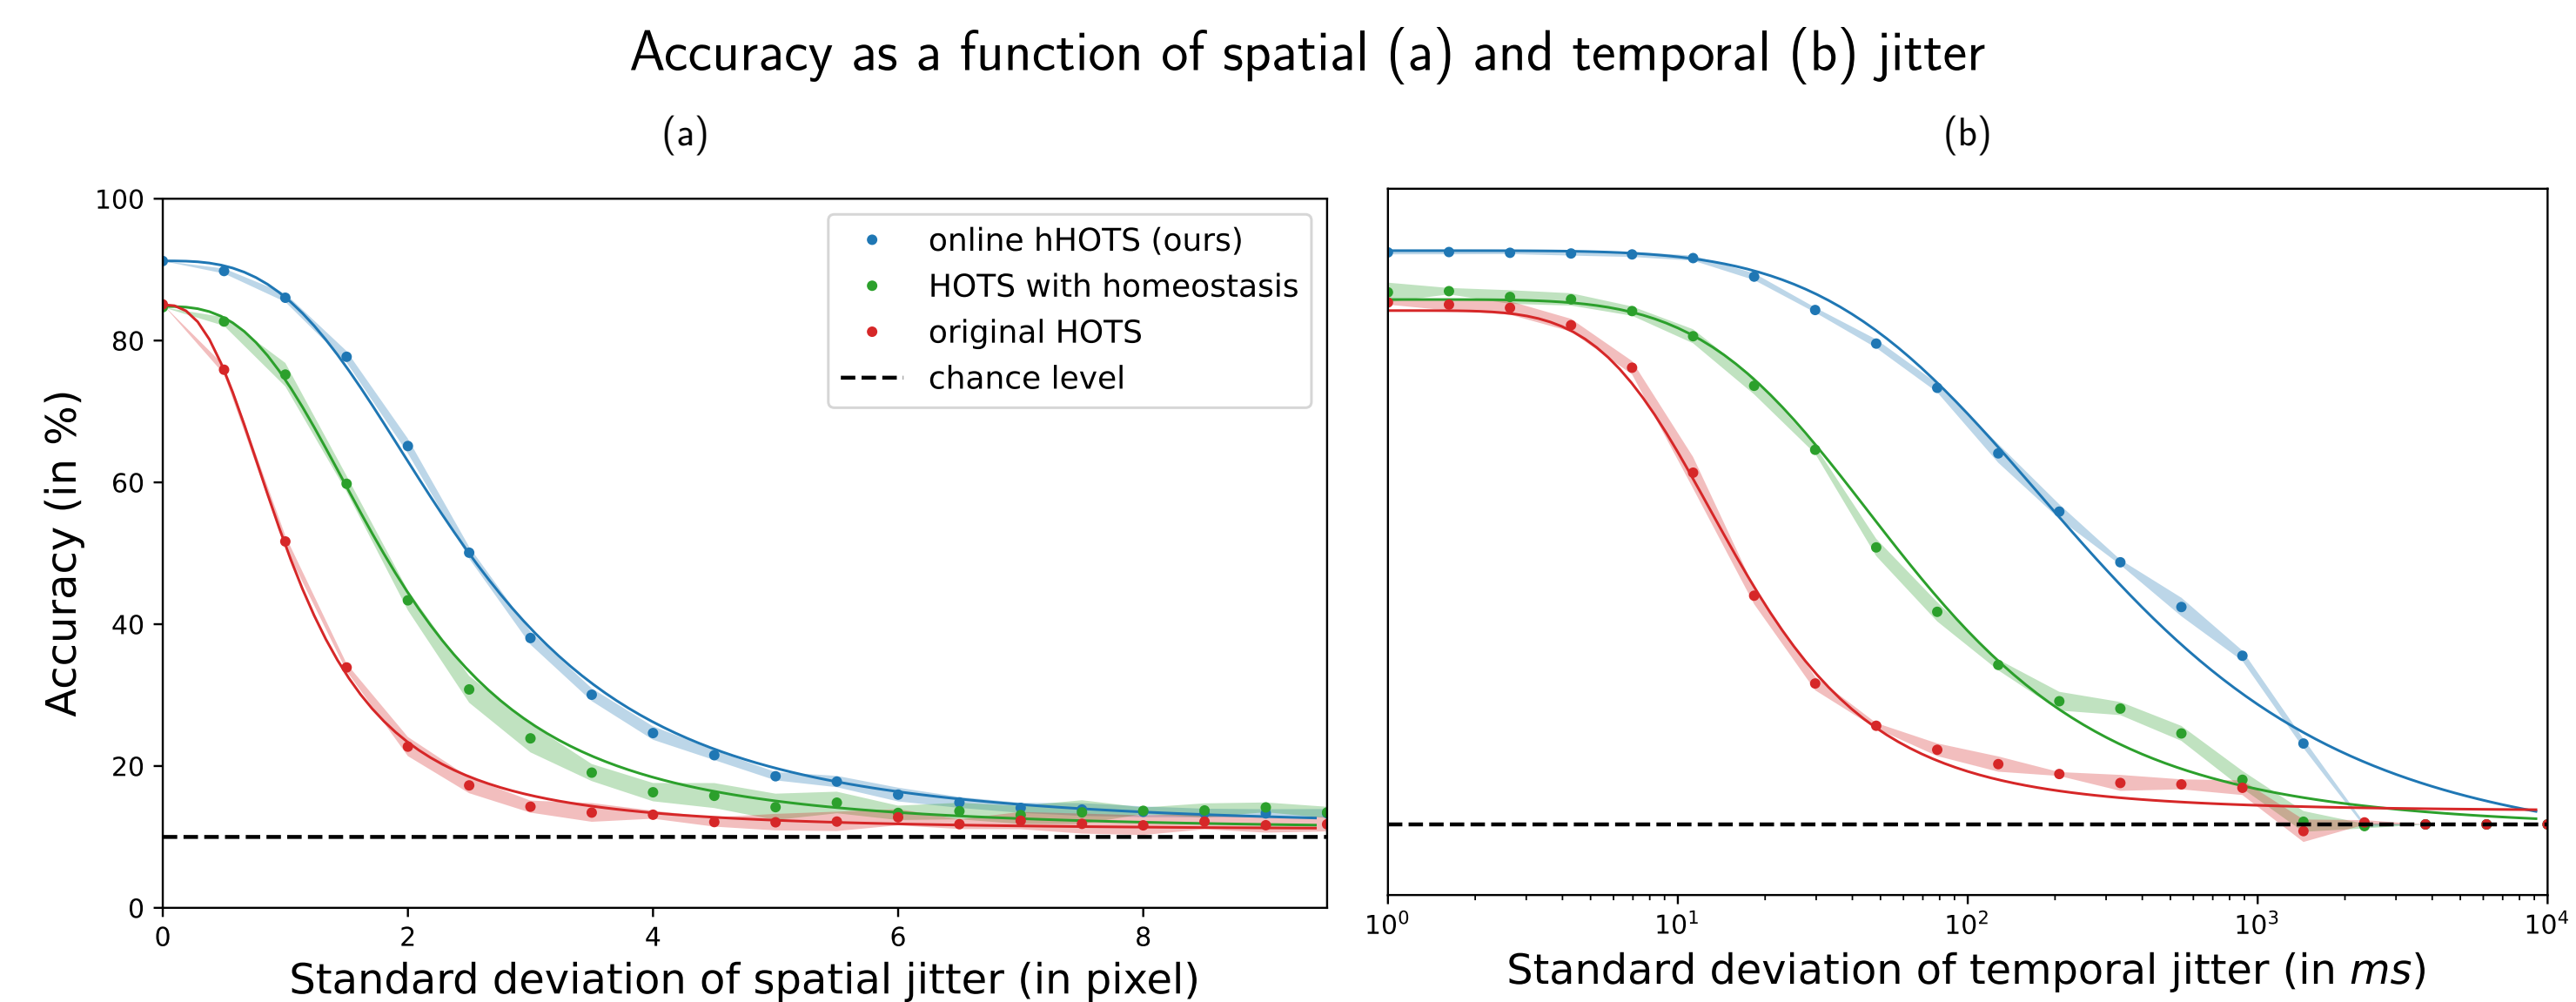 Accuracy as a function of spatial (a) and temporal (b) jitter
(a)
(b)
100
80
60
40
20
0
Accuracy (in %)
online hHOTS (ours)
HOTS with homeostasis
original HOTS
chance level
0 2 4 6 8
Standard deviation of spatial jitter (in pixel)
10⁰ 10¹ 10² 10³ 10⁴
Standard deviation of temporal jitter (in ms)